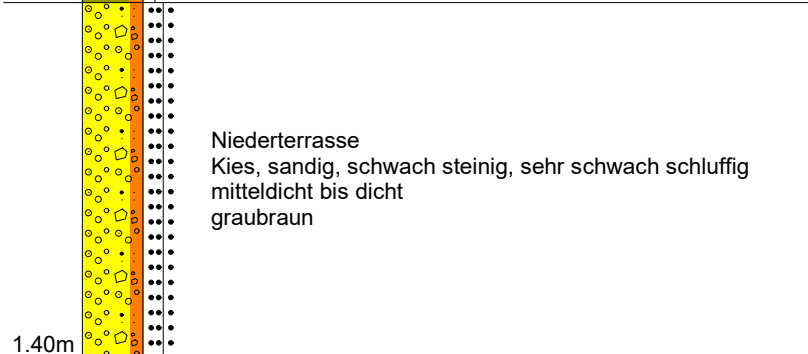 Niederterrasse
Kies, sandig, schwach steinig, sehr schwach schluffig
mitteldicht bis dicht
graubraun
1.40m